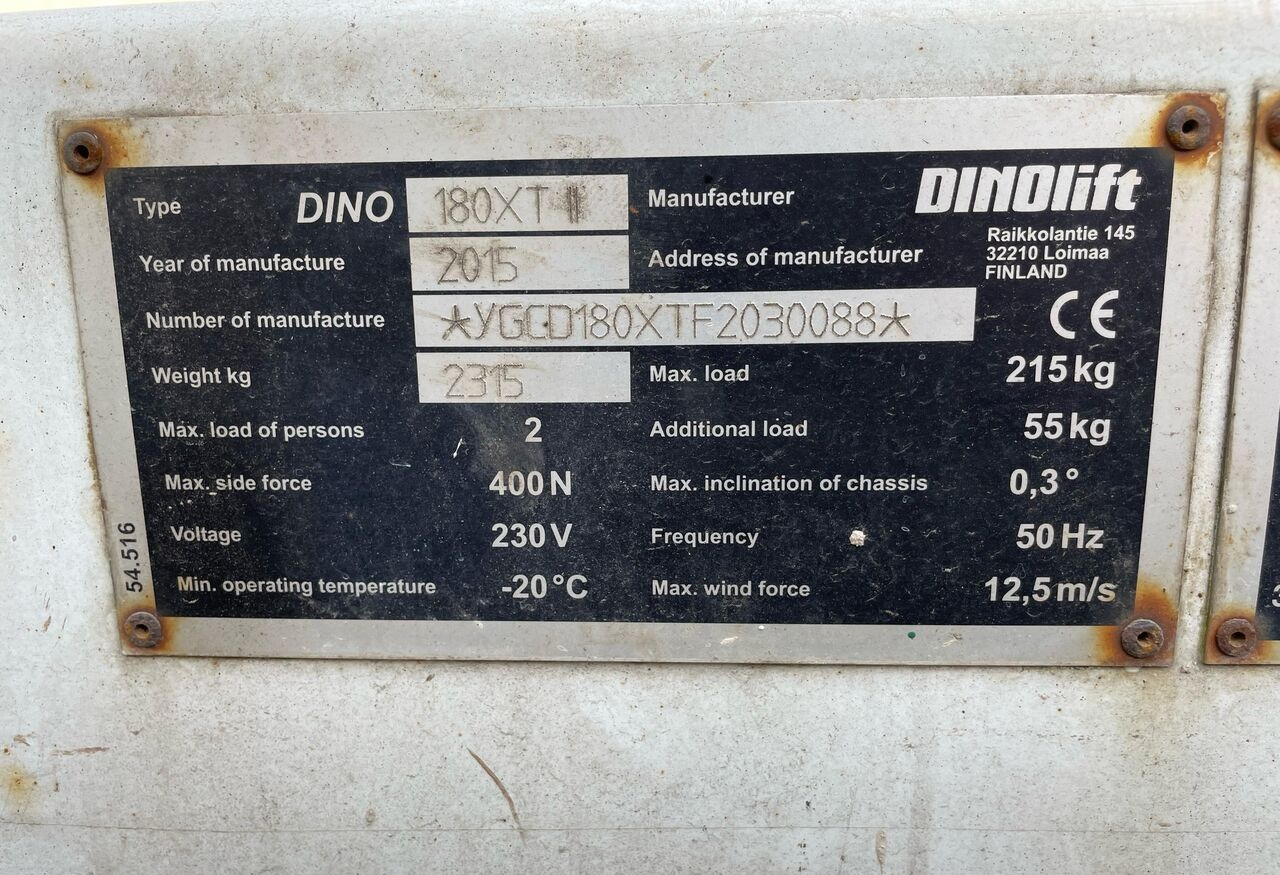 Type DINO 180XT II Manufacturer DINOlift
Raikkolantie 145
Year of manufacture 2015 Address of manufacturer 32210 Loimaa
FINLAND
Number of manufacture *YGCD180XTF2030088* CE
Weight kg 2315 Max. load 215 kg
Max. load of persons 2 Additional load 55 kg
Max. side force 400 N Max. inclination of chassis 0,3°
Voltage 230 V Frequency 50 Hz
Min. operating temperature -20 °C Max. wind force 12,5 m/s
54.516